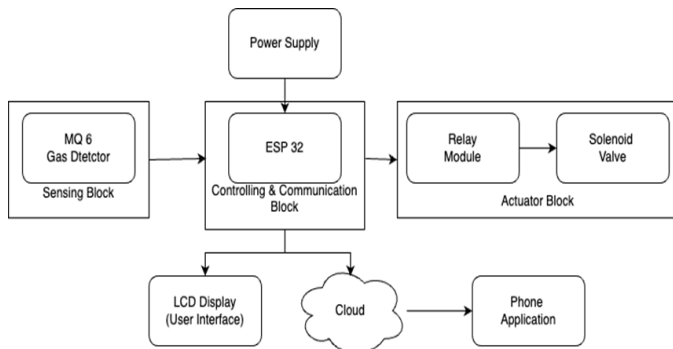 Power Supply
MQ 6
Gas Dtetctor
Sensing Block
ESP 32
Controlling & Communication
Block
Relay
Module
Solenoid
Valve
Actuator Block
LCD Display
(User Interface)
Cloud
Phone
Application